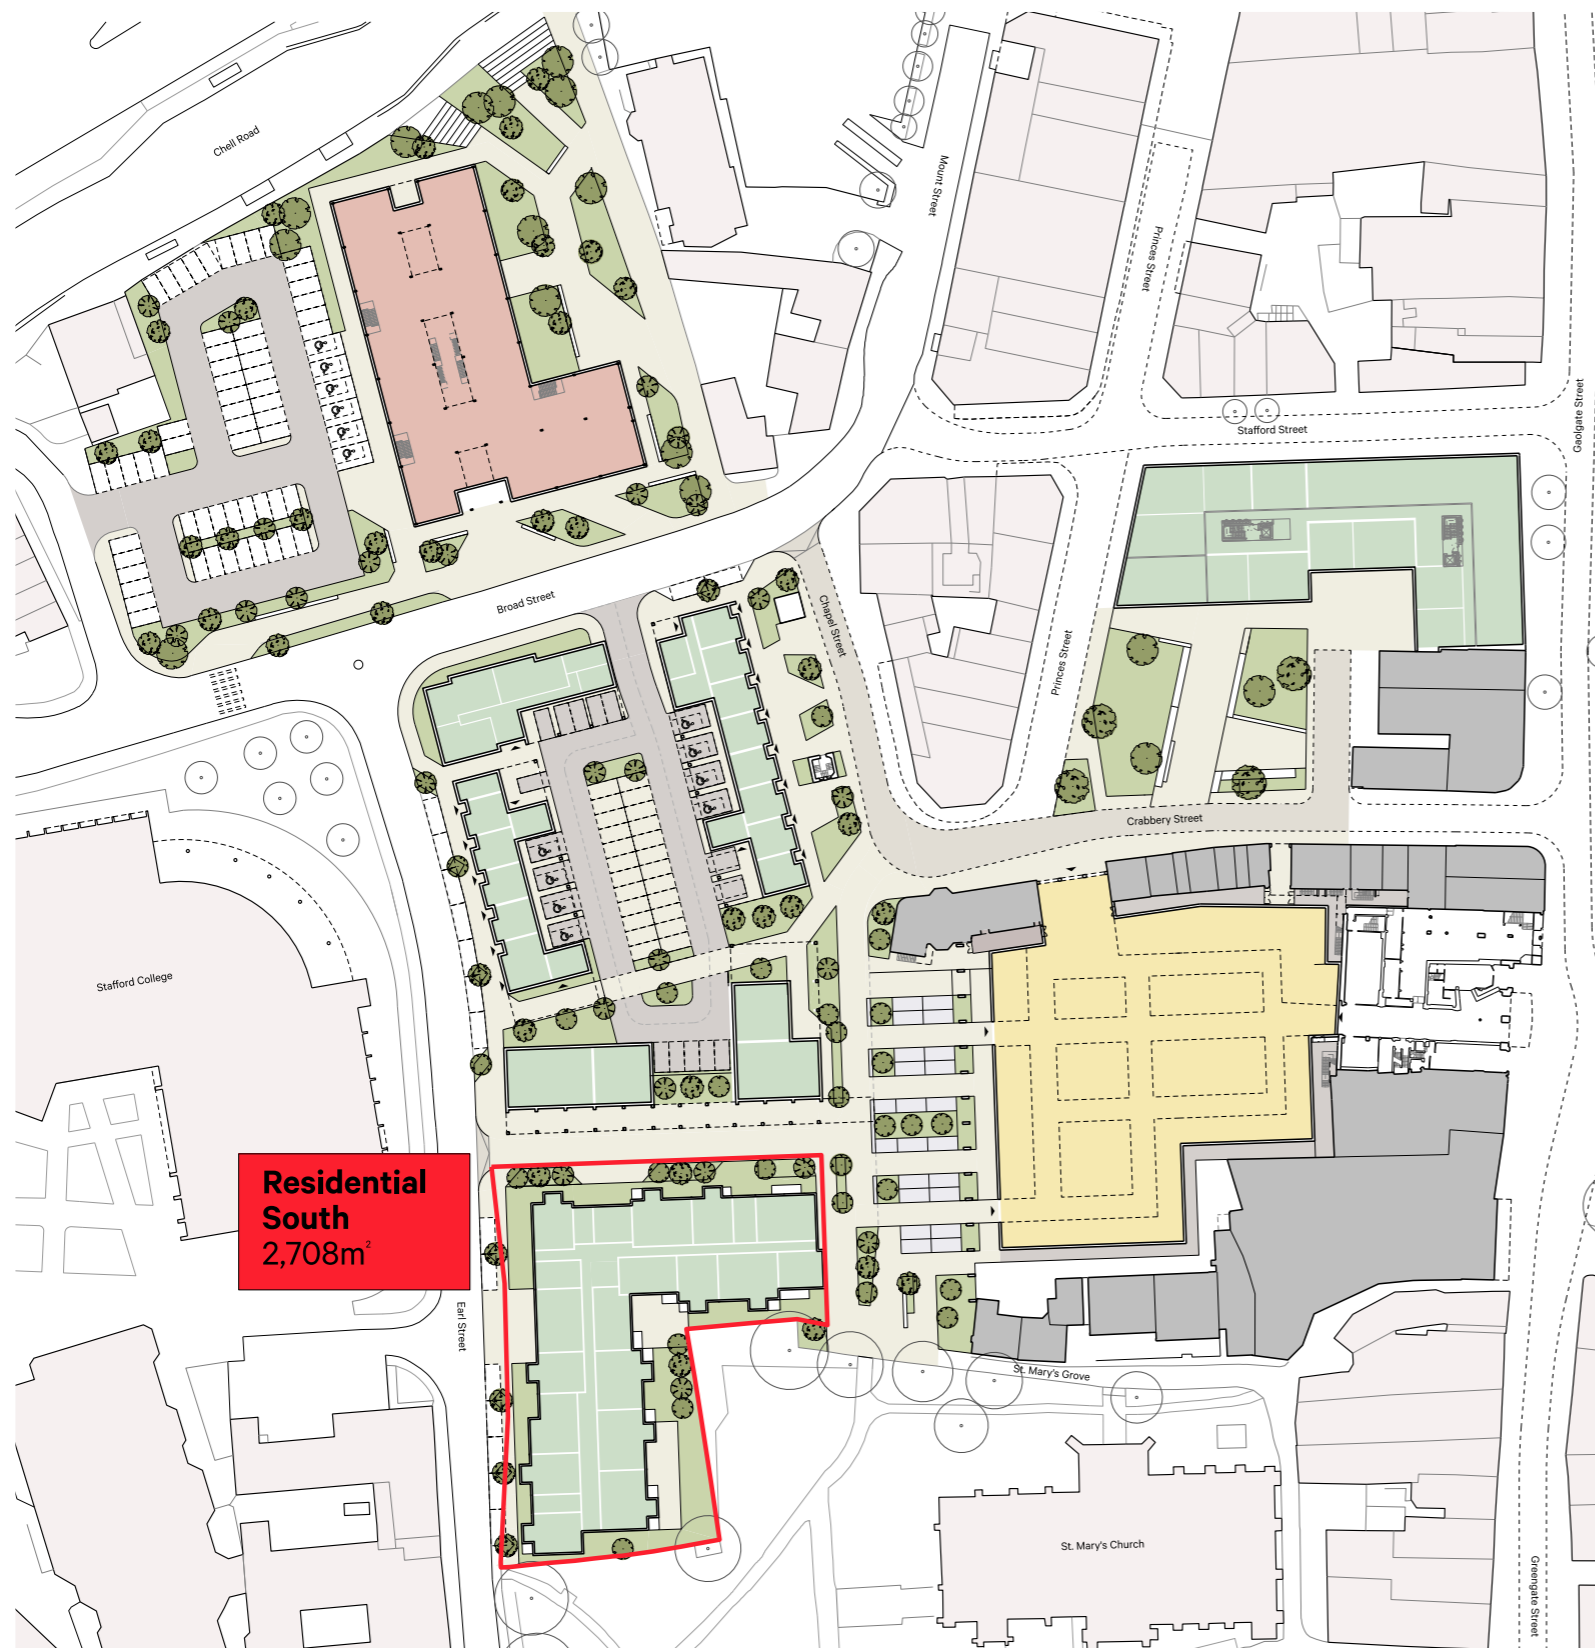 Chell Road
Mount Street
Princes Street
Stafford Street
Gaolgate Street
Broad Street
Chapel Street
Princes Street
Crabbery Street
Stafford College
Residential
South
2,708m²
Earl Street
St. Mary's Grove
St. Mary's Church
Greengate Street